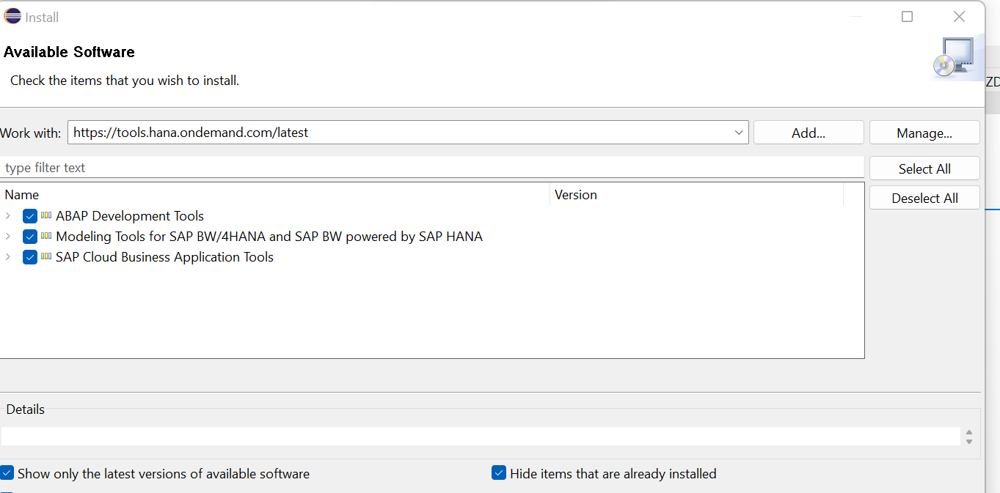 Install
Available Software
Check the items that you wish to install.
ZD
Work with: https://tools.hana.ondemand.com/latest Add... Manage...
type filter text Select All
Name Version Deselect All
ABAP Development Tools
Modeling Tools for SAP BW/4HANA and SAP BW powered by SAP HANA
SAP Cloud Business Application Tools
Details
Show only the latest versions of available software Hide items that are already installed